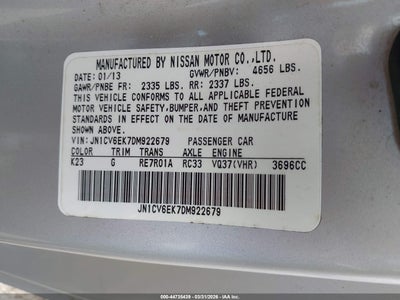 MANUFACTURED BY NISSAN MOTOR CO.,LTD.
DATE: 01/13 GVWR/PNBV: 4656 LBS.
GAWR/PNBE FR: 2335 LBS. RR: 2337 LBS.
THIS VEHICLE CONFORMS TO ALL APPLICABLE FEDERAL
MOTOR VEHICLE SAFETY,BUMPER,AND THEFT PREVENTION
STANDARDS IN EFFECT ON THE DATE OF MANUFACTURE
SHOWN ABOVE.
VIN:JN1CV6EK7DM922679 PASSENGER CAR
COLOR TRIM TRANS AXLE ENGINE
K23 G RE7R01A RC33 VQ37(VHR) 3696CC
JN1CV6EK7DM922679
000-44736439 - 03/31/2026 - IAA, Inc.